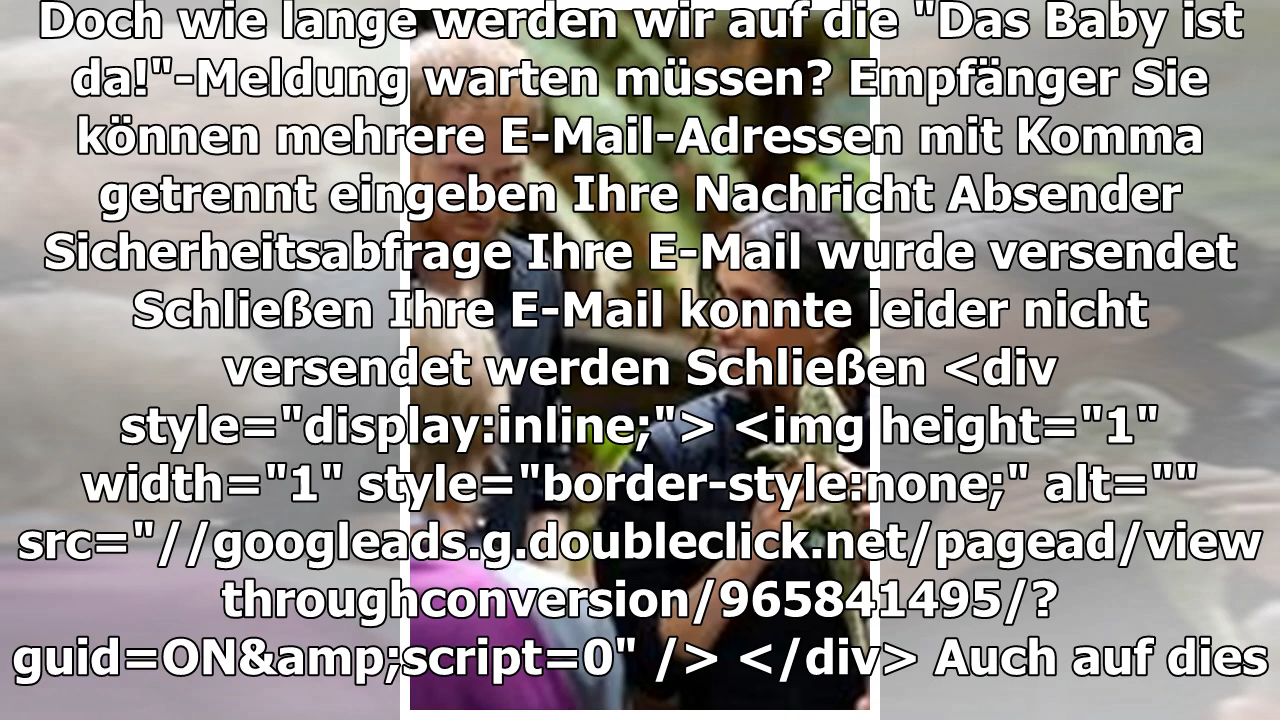 Doch wie lange werden wir auf die "Das Baby ist
da!"-Meldung warten müssen? Empfänger Sie
können mehrere E-Mail-Adressen mit Komma
getrennt eingeben Ihre Nachricht Absender
Sicherheitsabfrage Ihre E-Mail wurde versendet
Schließen Ihre E-Mail konnte leider nicht
versendet werden Schließen <div
style="display:inline;"> <img height="1"
width="1" style="border-style:none;" alt=""
src="//googleads.g.doubleclick.net/pagead/view
throughconversion/965841495/?
guid=ON&amp;script=0" /> </div> Auch auf dies